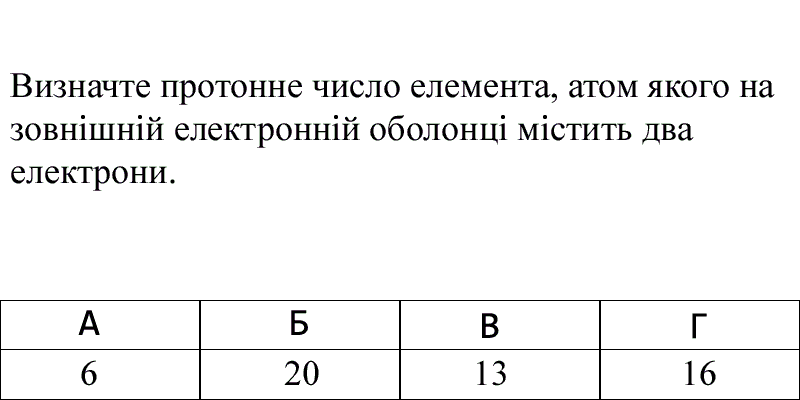 Визначте протонне число елемента, атом якого на
зовнішній електронній оболонці містить два
електрони.
А Б В Г
6 20 13 16